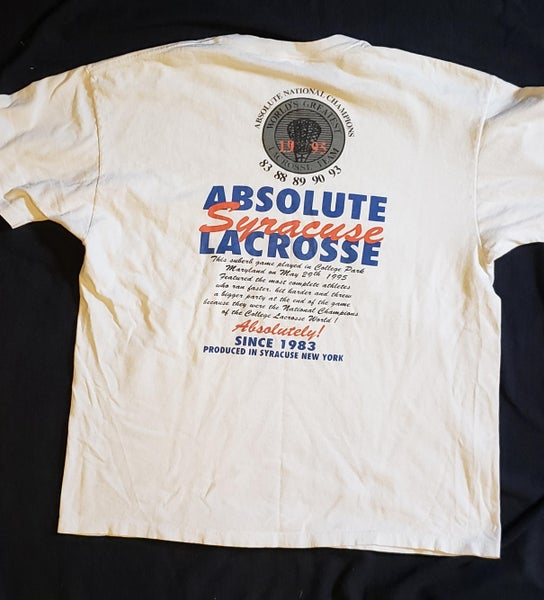 ABSOLUTE NATIONAL CHAMPIONS
WORLD'S GREATEST
1995
LACROSSE TEAM
83 88 89 90 93
ABSOLUTE
Syracuse
LACROSSE
This suberb game played in College Park
Maryland on May 29th 1995
Featured the most complete athletes
who ran faster, hit harder and threw
a bigger party at the end of the game
because they were the National Champions
of the College Lacrosse World !
Absolutely!
SINCE 1983
PRODUCED IN SYRACUSE NEW YORK